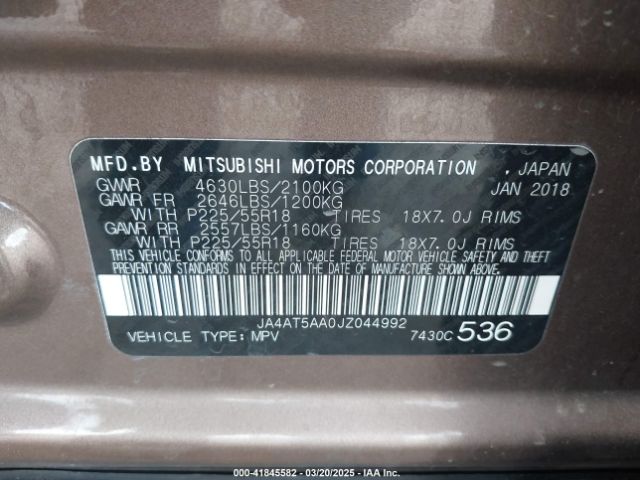 MFD.BY MITSUBISHI MOTORS CORPORATION , JAPAN
GVWR 4630LBS/2100KG JAN 2018
GAWR FR 2646LBS/1200KG
WITH P225/55R18 TIRES 18X7.0J RIMS
GAWR RR 2557LBS/1160KG
WITH P225/55R18 TIRES 18X7.0J RIMS
THIS VEHICLE CONFORMS TO ALL APPLICABLE FEDERAL MOTOR VEHICLE SAFETY AND THEFT
PREVENTION STANDARDS IN EFFECT ON THE DATE OF MANUFACTURE SHOWN ABOVE.
JA4AT5AA0JZ044992
VEHICLE TYPE: MPV 7430C 536
© 0000-41845582 — 03/20/2025 — IAA Holdings, LLC.